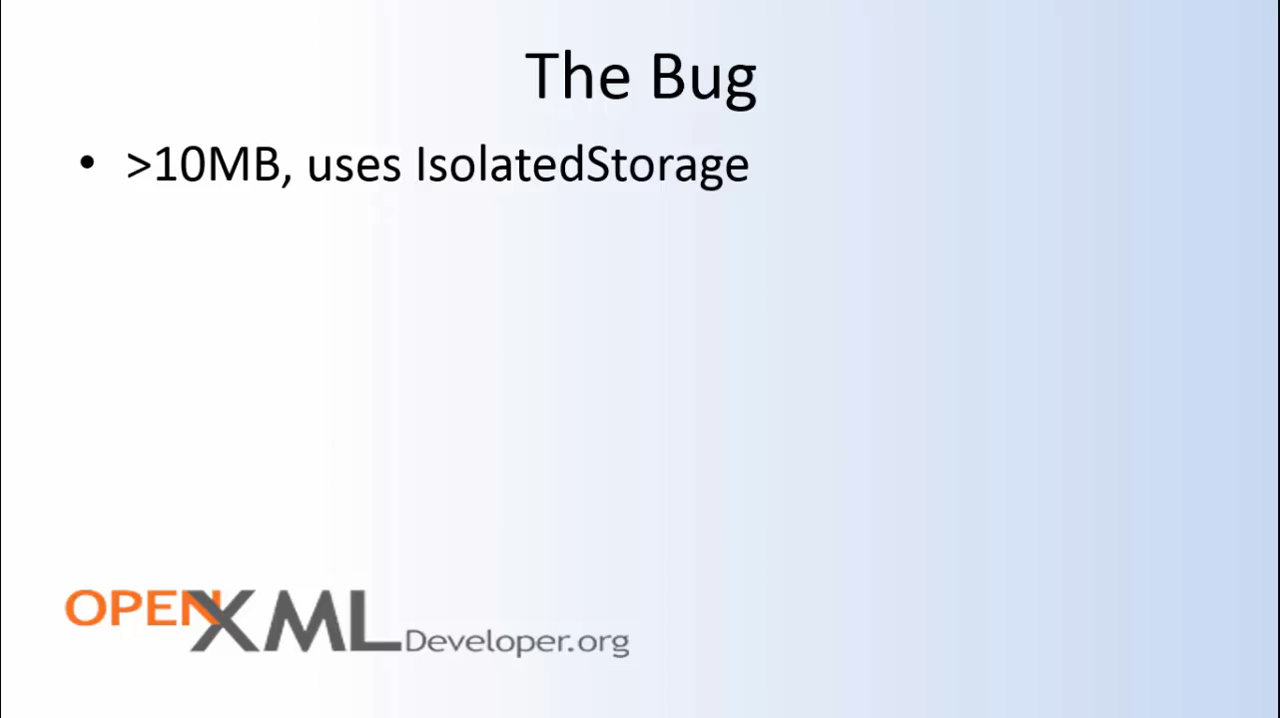 The Bug
• >10MB, uses IsolatedStorage
OPENXML Developer.org